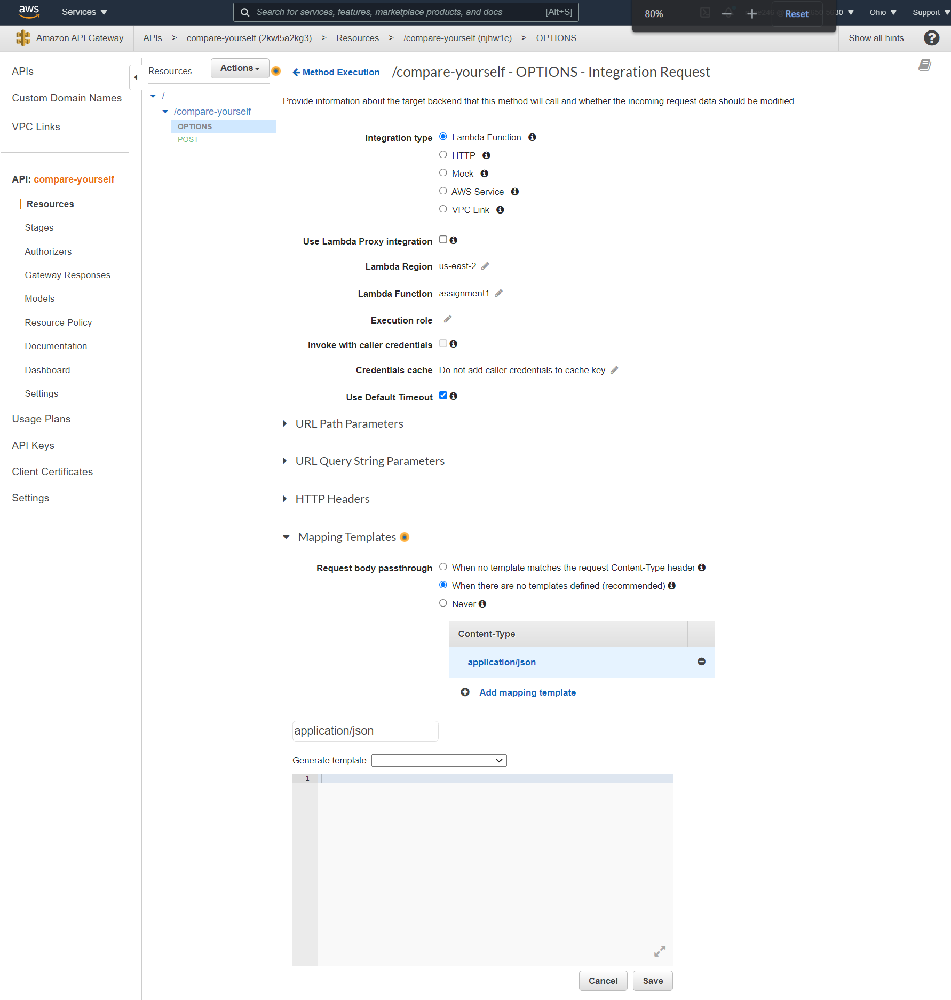 aws
Services
Search for services, features, marketplace products, and docs
[Alt+S]
80%
Reset
Ohio
Support
Amazon API Gateway
APIs > compare-yourself (2kwl5a2kg3) > Resources > /compare-yourself (njhw1c) > OPTIONS
Show all hints
APIs
Custom Domain Names
VPC Links
API: compare-yourself
Resources
Stages
Authorizers
Gateway Responses
Models
Resource Policy
Documentation
Dashboard
Settings
Usage Plans
API Keys
Client Certificates
Settings
Resources
Actions
/
/compare-yourself
OPTIONS
POST
Method Execution
/compare-yourself - OPTIONS - Integration Request
Provide information about the target backend that this method will call and whether the incoming request data should be modified.
Integration type
Lambda Function
HTTP
Mock
AWS Service
VPC Link
Use Lambda Proxy integration
Lambda Region us-east-2
Lambda Function assignment1
Execution role
Invoke with caller credentials
Credentials cache Do not add caller credentials to cache key
Use Default Timeout
URL Path Parameters
URL Query String Parameters
HTTP Headers
Mapping Templates
Request body passthrough
When no template matches the request Content-Type header
When there are no templates defined (recommended)
Never
Content-Type
application/json
Add mapping template
application/json
Generate template:
1
Cancel
Save